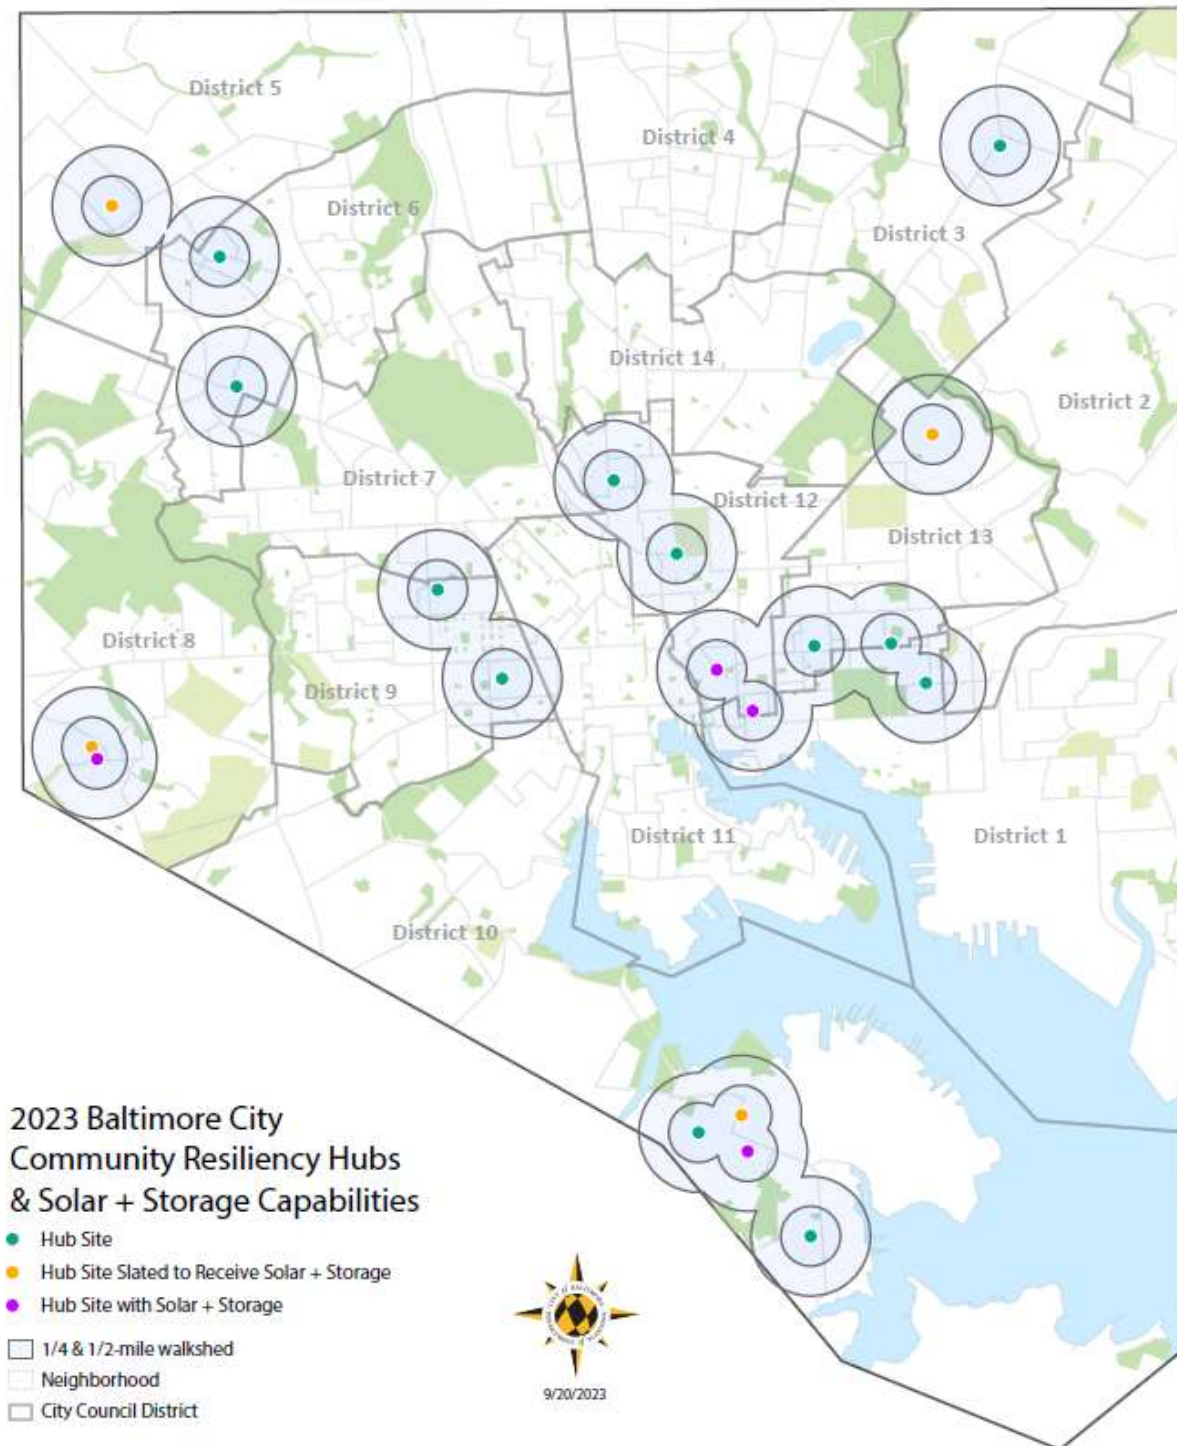 District 5
District 4
District 6
District 3
District 14
District 2
District 7
District 12
District 13
District 8
District 9
District 11
District 1
District 10
2023 Baltimore City
Community Resiliency Hubs
& Solar + Storage Capabilities
Hub Site
Hub Site Slated to Receive Solar + Storage
Hub Site with Solar + Storage
1/4 & 1/2-mile walkshed
Neighborhood
City Council District
9/20/2023